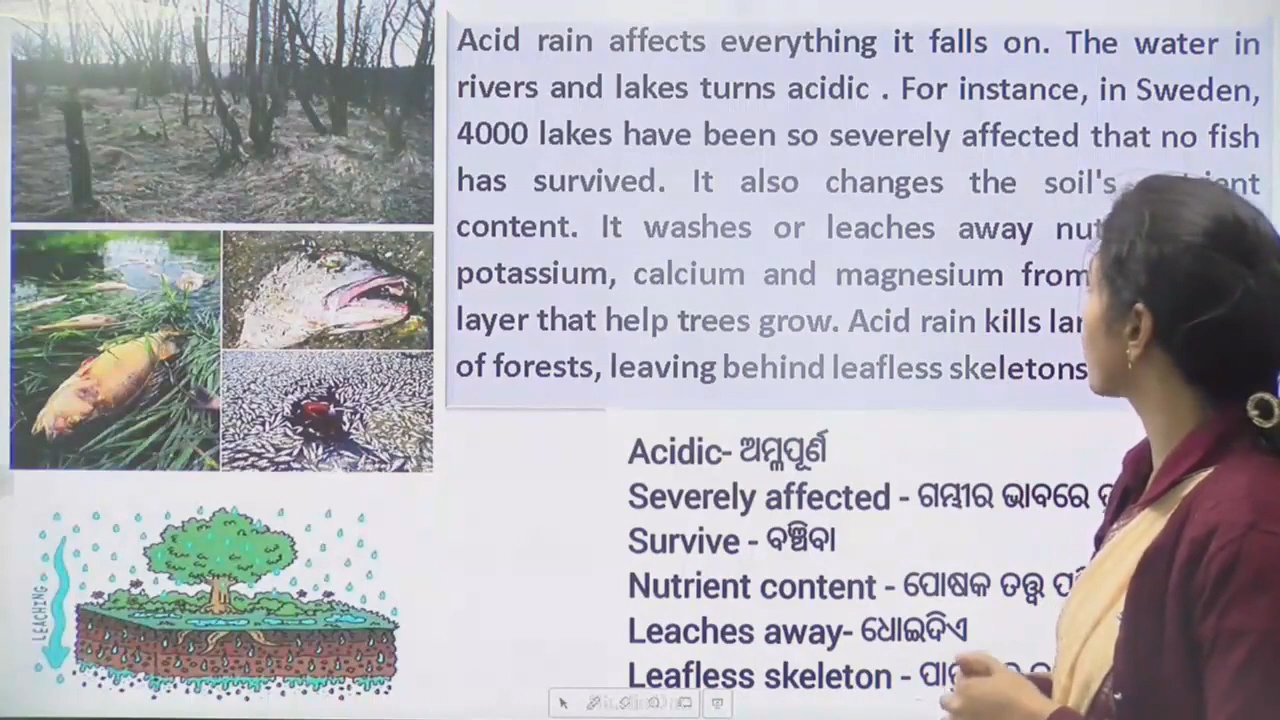 Acid rain affects everything it falls on. The water in
rivers and lakes turns acidic . For instance, in Sweden,
4000 lakes have been so severely affected that no fish
has survived. It also changes the soil's
content. It washes or leaches away
potassium, calcium and magnesium from
layer that help trees grow. Acid rain kills
of forests, leaving behind leafless skeletons
Acidic- ଅମ୍ଳପୂର୍ଣ
Severely affected - ଗମ୍ଭୀର ଭାବରେ
Survive - ବଞ୍ଚିବା
Nutrient content - ପୋଷକ ତତ୍ତ୍ୱ
Leaches away- ଧୋଇଦିଏ
Leafless skeleton -
LEACHING